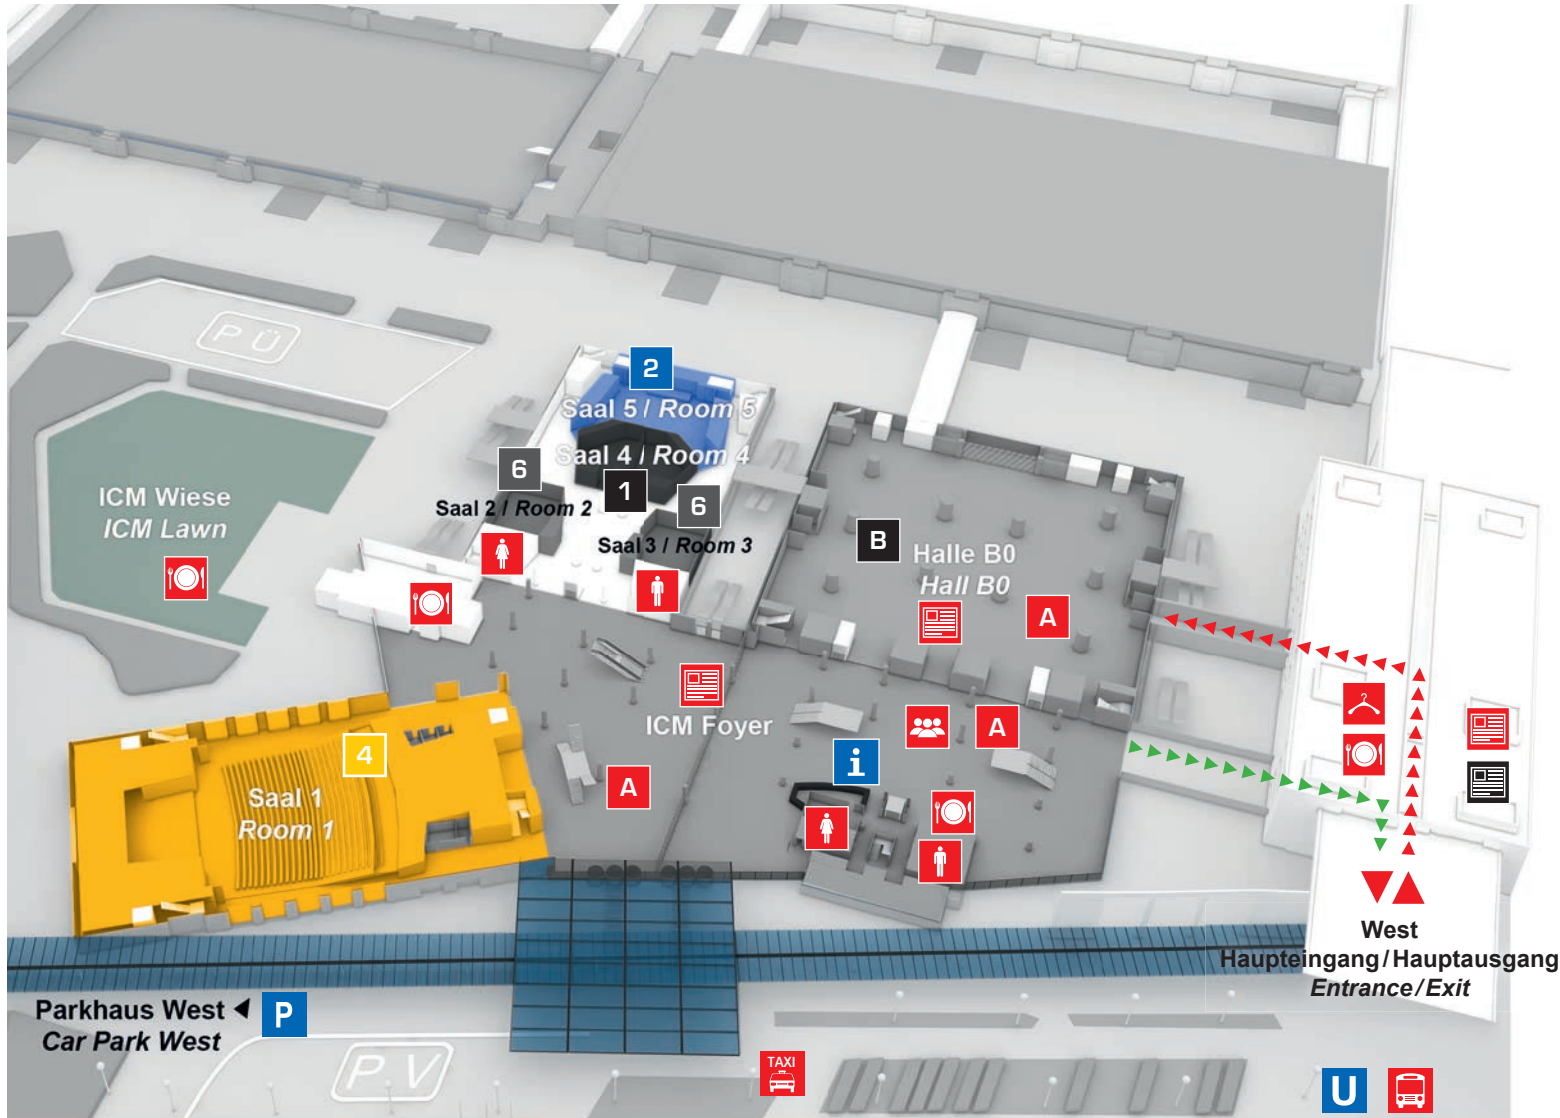 P Ü
2
Saal 5 / Room 5
Saal 4 / Room 4
6
1
6
Saal 2 / Room 2
Saal 3 / Room 3
ICM Wiese
ICM Lawn
B
Halle B0
Hall B0
A
ICM Foyer
A
i
A
4
Saal 1
Room 1
West
Haupteingang / Hauptausgang
Entrance / Exit
Parkhaus West
Car Park West
P
P V
TAXI
U